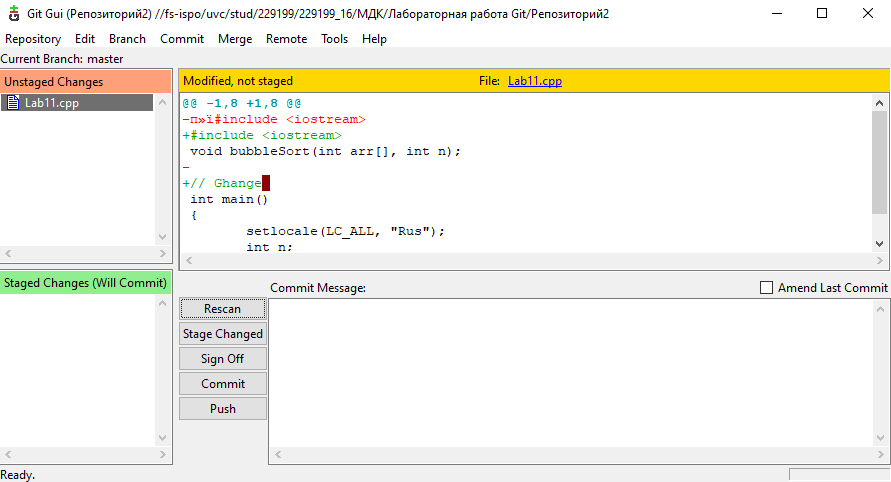 Git Gui (Репозиторий2) //fs-ispo/uvc/stud/229199/229199_16/МДК/Лабораторная работа Git/Репозиторий2
Repository Edit Branch Commit Merge Remote Tools Help
Current Branch: master
Unstaged Changes
Lab11.cpp
Modified, not staged File: Lab11.cpp
@@ -1,8 +1,8 @@
-п»ї#include <iostream>
+#include <iostream>
 void bubbleSort(int arr[], int n);
-
+// Ghange
 int main()
 {
        setlocale(LC_ALL, "Rus");
        int n;
Staged Changes (Will Commit)
Rescan
Stage Changed
Sign Off
Commit
Push
Commit Message: Amend Last Commit
Ready.